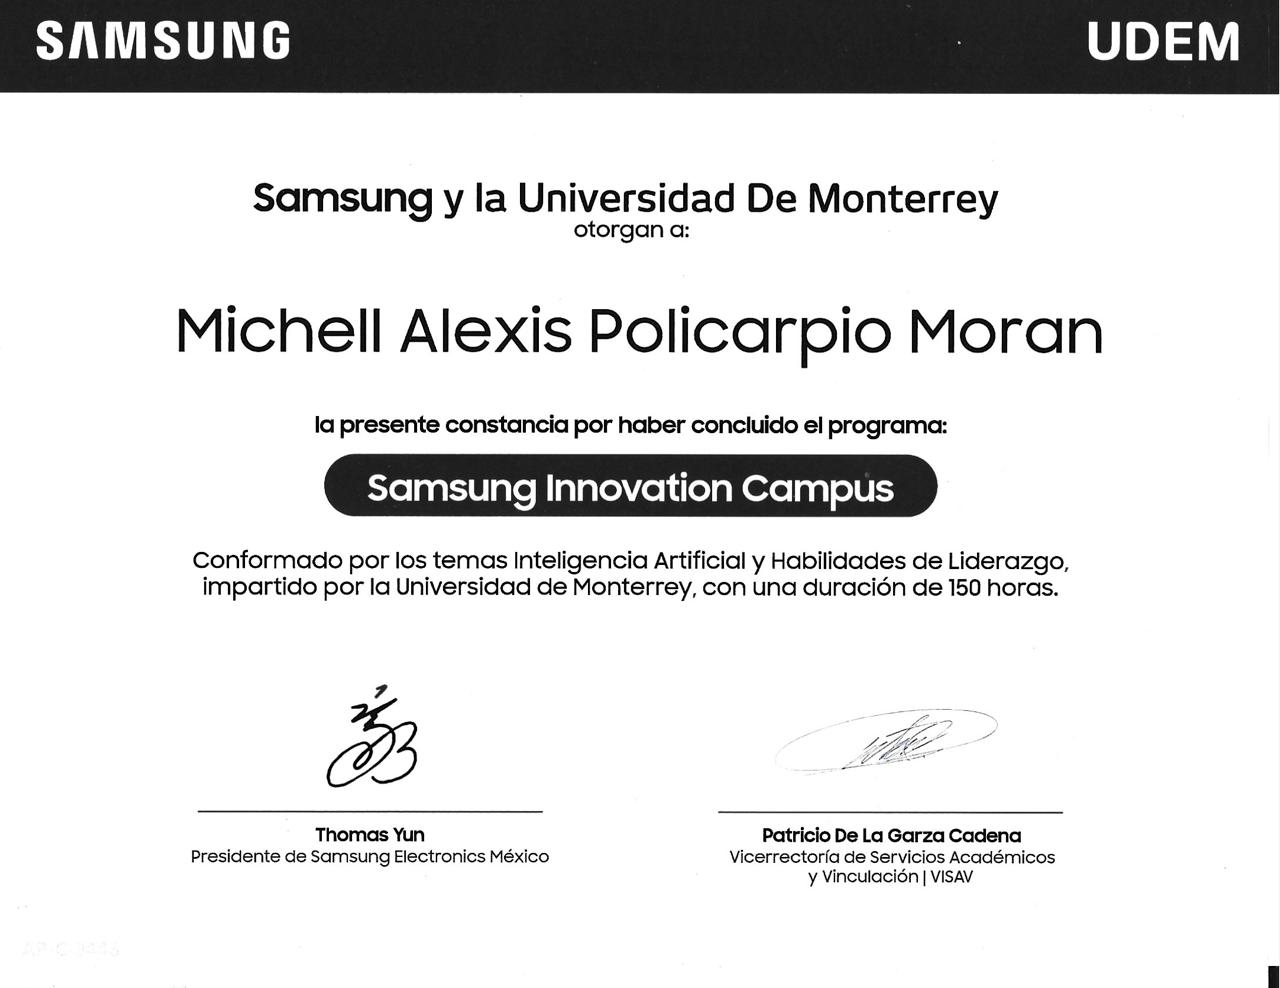 SAMSUNG
UDEM
Samsung y la Universidad De Monterrey
otorgan a:
Michell Alexis Policarpio Moran
la presente constancia por haber concluido el programa:
Samsung Innovation Campus
Conformado por los temas Inteligencia Artificial y Habilidades de Liderazgo,
impartido por la Universidad de Monterrey, con una duración de 150 horas.
Thomas Yun
Presidente de Samsung Electronics México
Patricio De La Garza Cadena
Vicerrectoría de Servicios Académicos
y Vinculación | VISAV